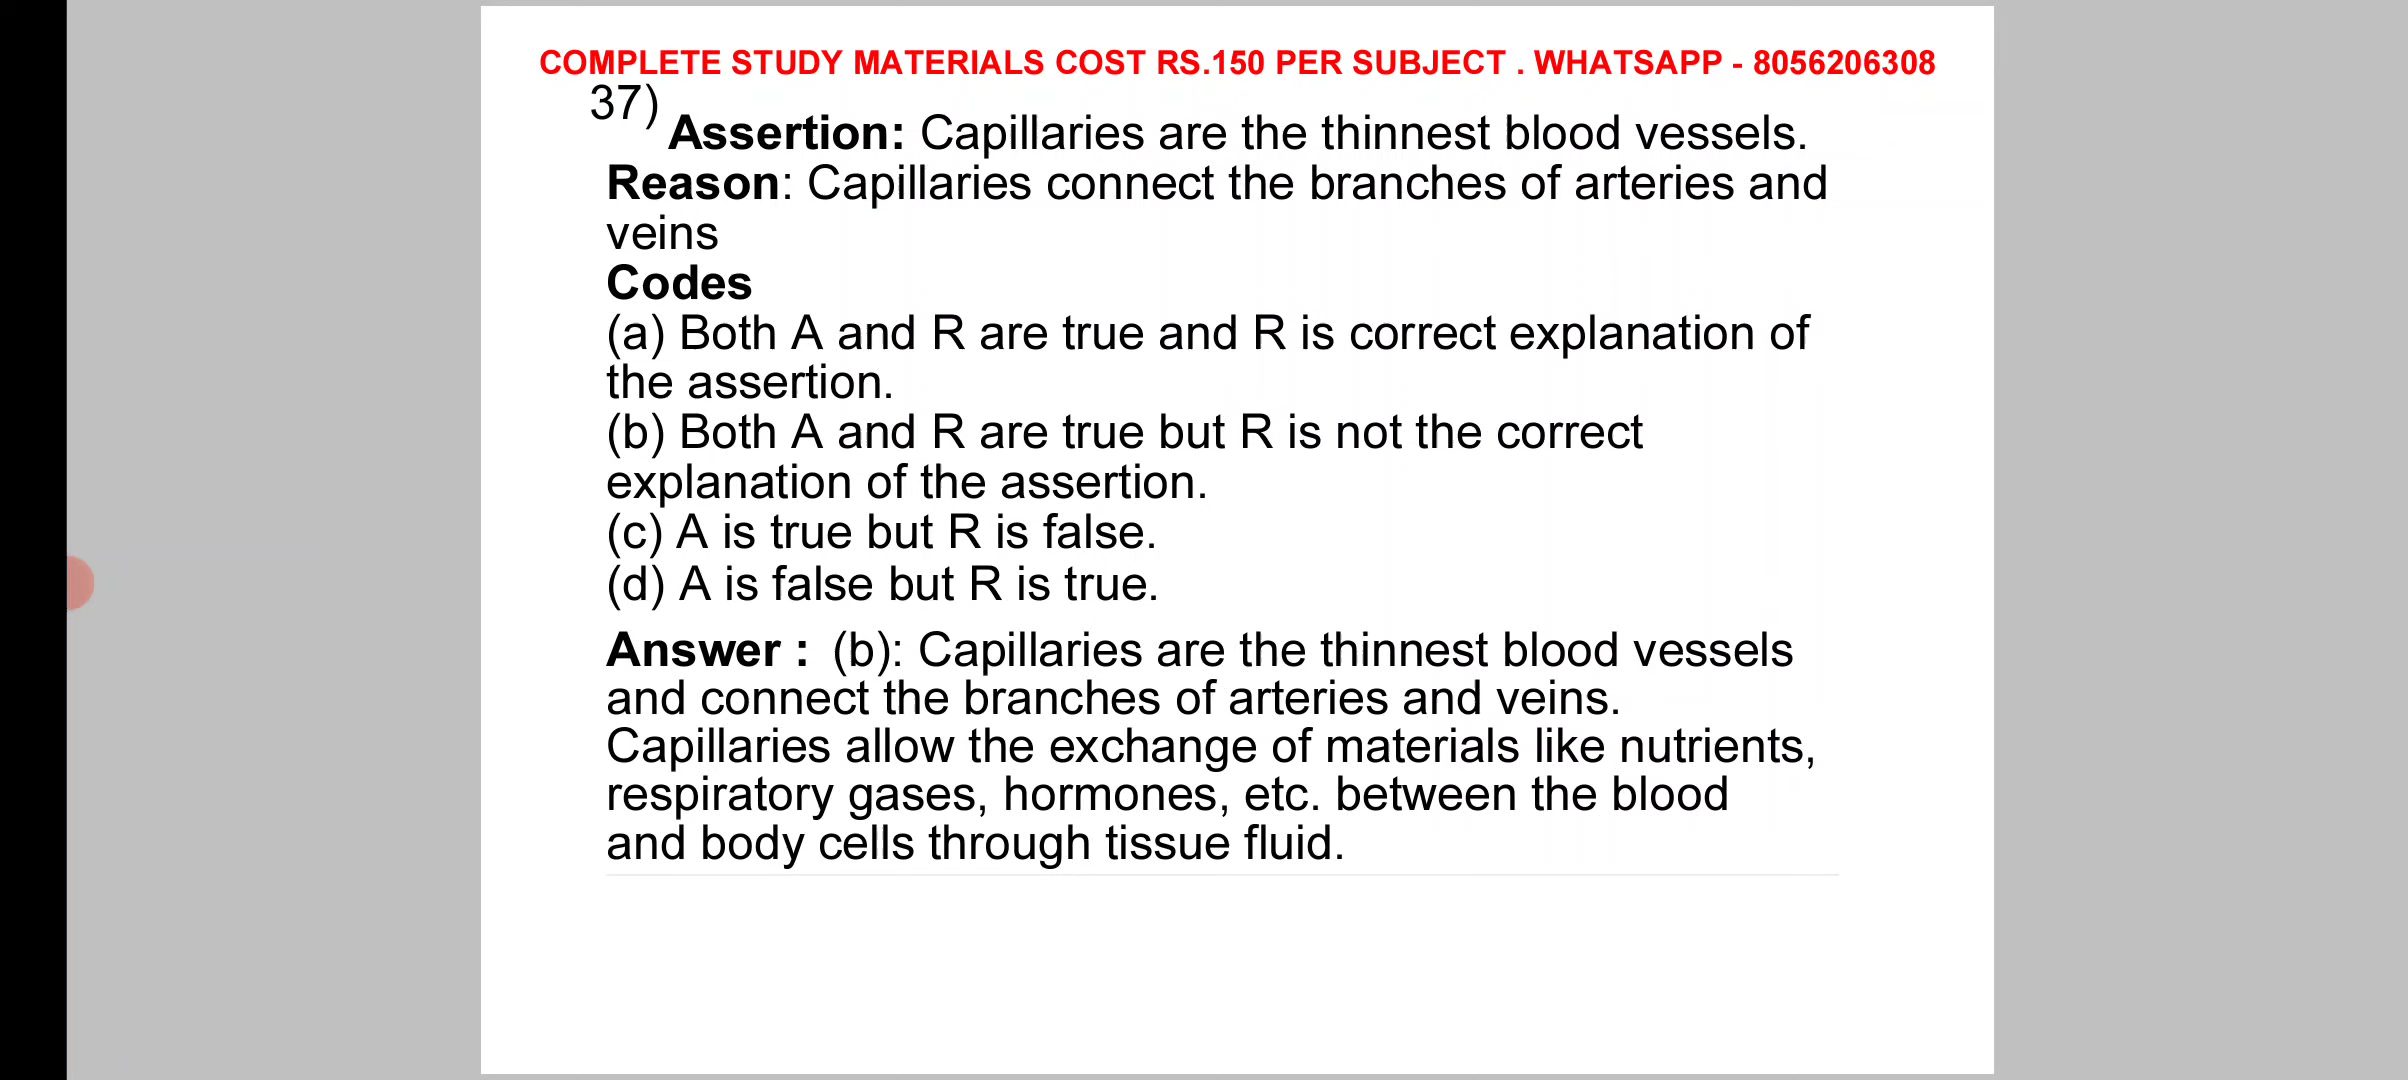 COMPLETE STUDY MATERIALS COST RS.150 PER SUBJECT . WHATSAPP - 8056206308
37)
Assertion: Capillaries are the thinnest blood vessels.
Reason: Capillaries connect the branches of arteries and
veins
Codes
(a) Both A and R are true and R is correct explanation of
the assertion.
(b) Both A and R are true but R is not the correct
explanation of the assertion.
(c) A is true but R is false.
(d) A is false but R is true.
Answer : (b): Capillaries are the thinnest blood vessels
and connect the branches of arteries and veins.
Capillaries allow the exchange of materials like nutrients,
respiratory gases, hormones, etc. between the blood
and body cells through tissue fluid.